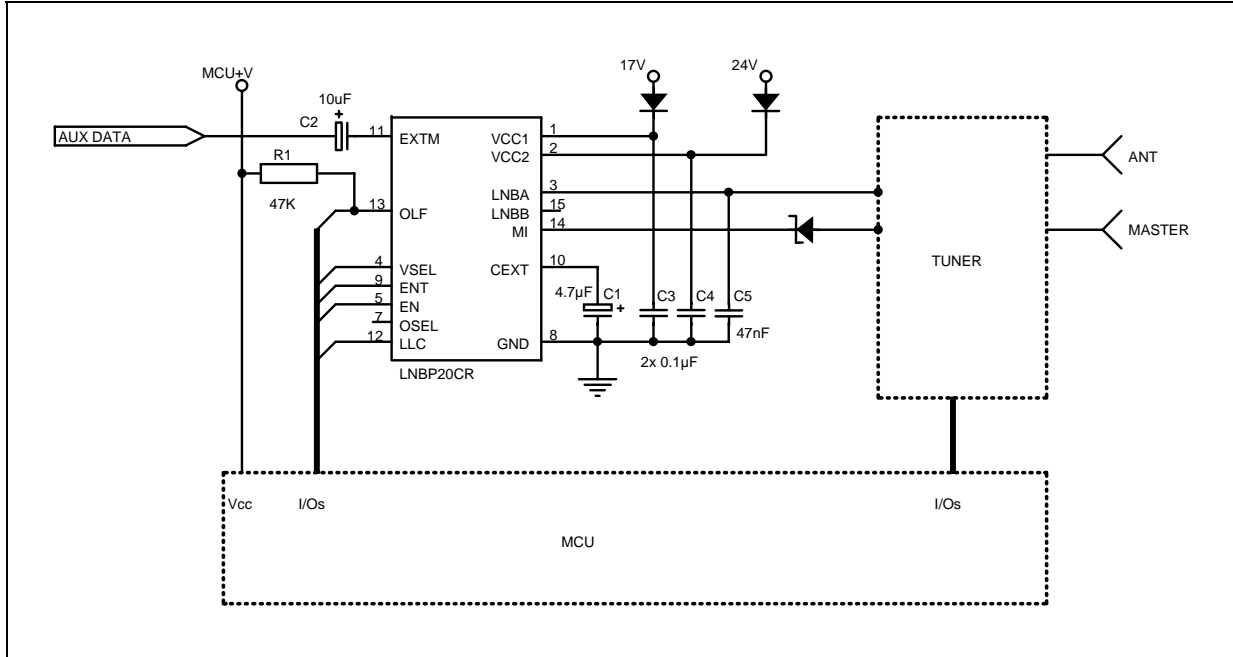 17V
24V
MCU+V
10uF
+
C2
AUX DATA
11
EXTM
VCC1
1
VCC2
2
ANT
R1
LNBA
3
47K
13
OLF
LNBB
15
MI
14
MASTER
TUNER
4
VSEL
CEXT
10
9
ENT
4.7µF
C1
C3
C4
C5
5
EN
+
7
OSEL
47nF
12
LLC
GND
8
2x 0.1µF
LNBP20CR
Vcc
I/Os
I/Os
MCU